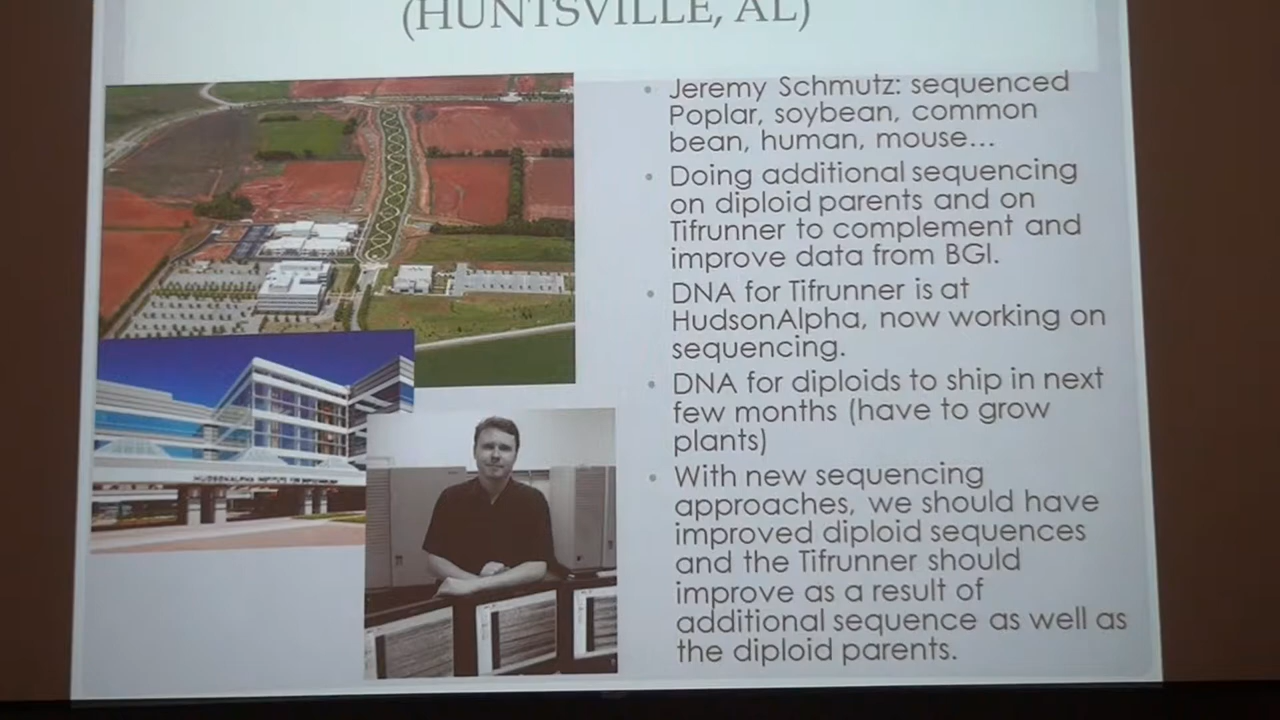 (HUNTSVILLE, AL)
• Jeremy Schmutz: sequenced
Poplar, soybean, common
bean, human, mouse...
• Doing additional sequencing
on diploid parents and on
Tifrunner to complement and
improve data from BGI.
• DNA for Tifrunner is at
HudsonAlpha, now working on
sequencing.
• DNA for diploids to ship in next
few months (have to grow
plants)
• With new sequencing
approaches, we should have
improved diploid sequences
and the Tifrunner should
improve as a result of
additional sequence as well as
the diploid parents.
HUDSONALPHA INSTITUTE